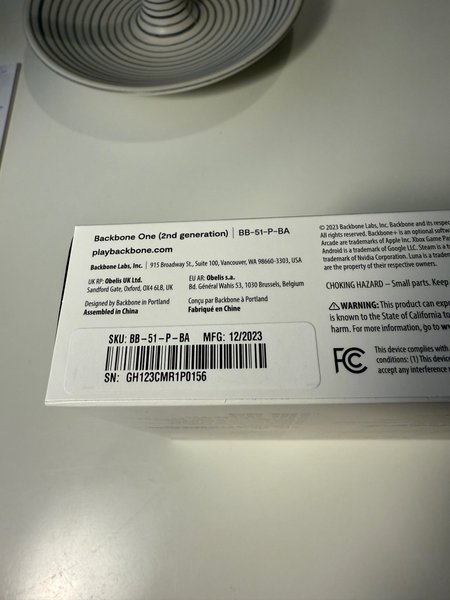 Backbone One (2nd generation) | BB-51-P-BA
playbackbone.com
Backbone Labs, Inc. | 915 Broadway St., Suite 100, Vancouver, WA 98660-3303, USA
UK RP: Obelis UK Ltd.
Sandford Gate, Oxford, OX4 6LB, UK
EU AR: Obelis s.a.
Bd. Général Wahis 53, 1030 Brussels, Belgium
Designed by Backbone in Portland
Assembled in China
Conçu par Backbone à Portland
Fabriqué en Chine
SKU: BB-51-P-BA MFG: 12/2023
SN: GH123CMR1P0156
© 2023 Backbone Labs, Inc. Backbone and its
All rights reserved. Backbone+ is an optional
Arcade are trademarks of Apple Inc. Xbox Game
Android is a trademark of Google LLC. Steam is a
trademark of Nvidia Corporation. Luna is a
are the property of their respective owners.
CHOKING HAZARD – Small parts. Keep
WARNING: This product can
is known to the State of California
harm. For more information, go to
FC
This device complies with
conditions: (1) This device
accept any interference